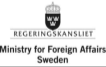 REGERINGSKANSLIET
Ministry for Foreign Affairs
Sweden